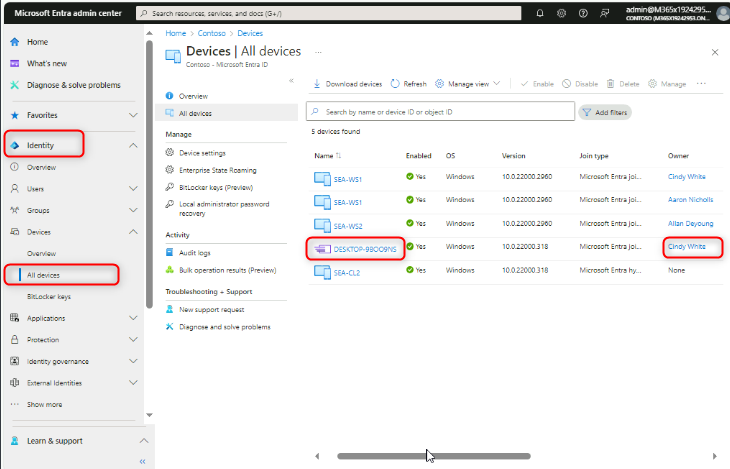 Microsoft Entra admin center
Search resources, services, and docs (G+/)
admin@M365x1924295...
CONTOSO (M365X19242953.ON...
Home
What's new
Diagnose & solve problems
Favorites
Identity
Overview
Users
Groups
Devices
Overview
All devices
BitLocker keys
Applications
Protection
Identity governance
External Identities
Show more
Learn & support
Home > Contoso > Devices
Devices | All devices
Contoso - Microsoft Entra ID
Overview
All devices
Manage
Device settings
Enterprise State Roaming
BitLocker keys (Preview)
Local administrator password
recovery
Activity
Audit logs
Bulk operation results (Preview)
Troubleshooting + Support
New support request
Diagnose and solve problems
Download devices Refresh Manage view Enable Disable Delete Manage ...
Search by name or device ID or object ID
Add filters
5 devices found
Name Enabled OS Version Join type Owner
SEA-WS1 Yes Windows 10.0.22000.2960 Microsoft Entra joi... Cindy White
SEA-WS1 Yes Windows 10.0.22000.2960 Microsoft Entra joi... Aaron Nicholls
SEA-WS2 Yes Windows 10.0.22000.2960 Microsoft Entra joi... Allan Deyoung
DESKTOP-9BOO9NS Yes Windows 10.0.22000.318 Microsoft Entra joi... Cindy White
SEA-CL2 Yes Windows 10.0.22000.318 Microsoft Entra hy... None